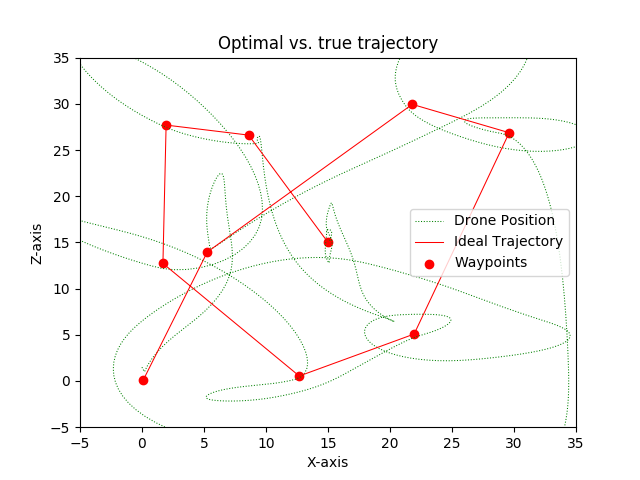 Optimal vs. true trajectory
Z-axis
35
30
25
20
15
10
5
0
−5
Drone Position
Ideal Trajectory
Waypoints
−5 0 5 10 15 20 25 30 35
X-axis